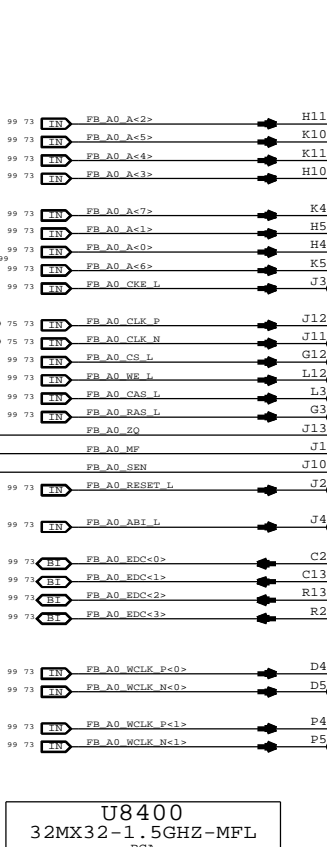 99 73 IN FB_A0_A<2> H11
99 73 IN FB_A0_A<5> K10
99 73 IN FB_A0_A<4> K11
99 73 IN FB_A0_A<3> H10
99 73 IN FB_A0_A<7> K4
99 73 IN FB_A0_A<1> H5
99 73 IN FB_A0_A<0> H4
99
99 73 IN FB_A0_A<6> K5
99 73 IN FB_A0_CKE_L J3
75 73 IN FB_A0_CLK_P J12
75 73 IN FB_A0_CLK_N J11
99 73 IN FB_A0_CS_L G12
99 73 IN FB_A0_WE_L L12
99 73 IN FB_A0_CAS_L L3
99 73 IN FB_A0_RAS_L G3
FB_A0_ZQ J13
FB_A0_MF J1
FB_A0_SEN J10
99 73 IN FB_A0_RESET_L J2
99 73 IN FB_A0_ABI_L J4
99 73 BI FB_A0_EDC<0> C2
99 73 BI FB_A0_EDC<1> C13
99 73 BI FB_A0_EDC<2> R13
99 73 BI FB_A0_EDC<3> R2
99 73 IN FB_A0_WCLK_P<0> D4
99 73 IN FB_A0_WCLK_N<0> D5
99 73 IN FB_A0_WCLK_P<1> P4
99 73 IN FB_A0_WCLK_N<1> P5
U8400
32MX32-1.5GHZ-MFL